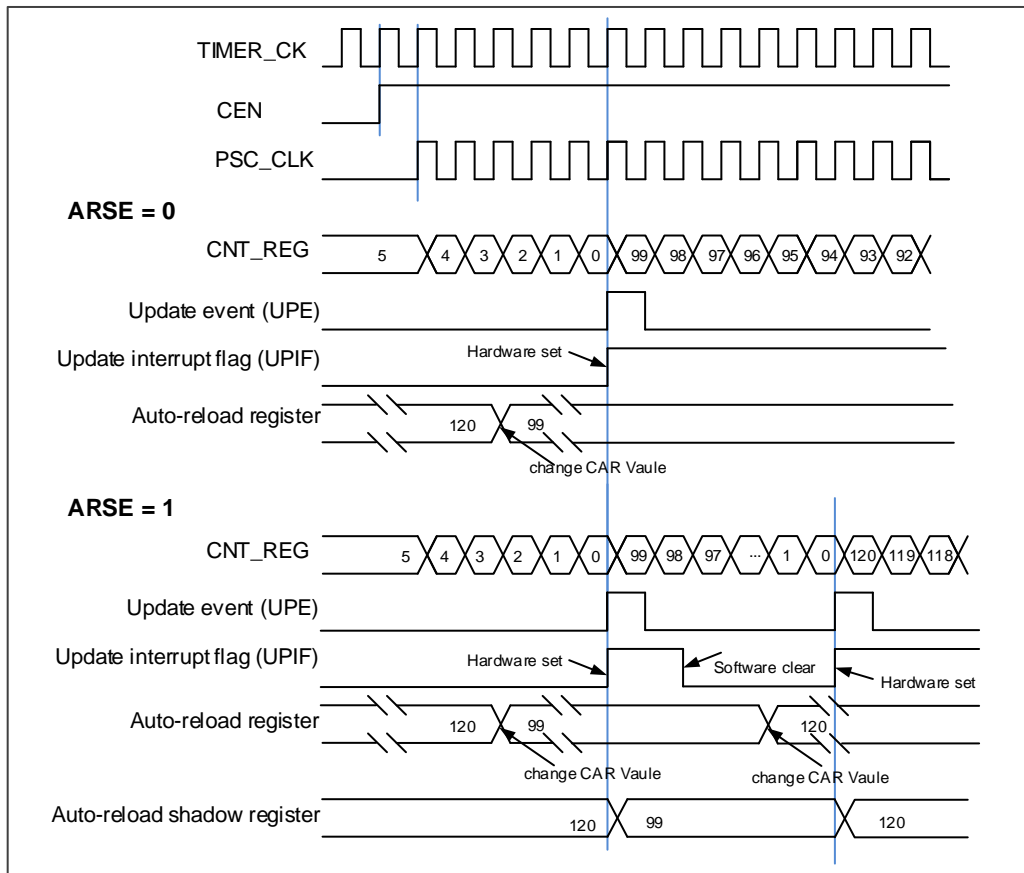 TIMER_CK
CEN
PSC_CLK
ARSE = 0
CNT_REG 5 4 3 2 1 0 99 98 97 96 95 94 93 92
Update event (UPE)
Update interrupt flag (UPIF) Hardware set
Auto-reload register 120 99
change CAR Vaule
ARSE = 1
CNT_REG 5 4 3 2 1 0 99 98 97 ... 1 0 120 119 118
Update event (UPE)
Update interrupt flag (UPIF) Hardware set Software clear Hardware set
Auto-reload register 120 99 120
change CAR Vaule change CAR Vaule
Auto-reload shadow register 120 99 120